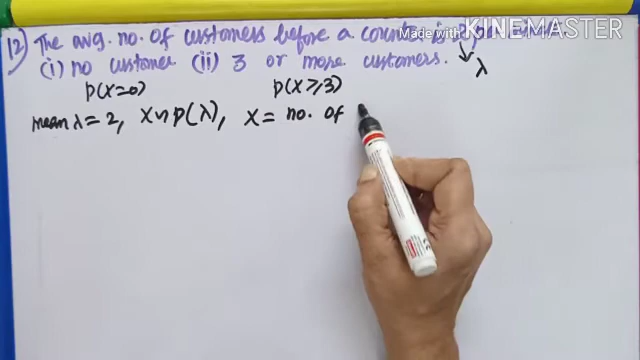 Made with KINEMASTER
12) The avg. no. of customers before a counter is 2,
(i) no customer (ii) 3 or more customers. ↓ λ
P(X=0) P(X≥3)
mean λ = 2, X ~ P(λ), X = no. of